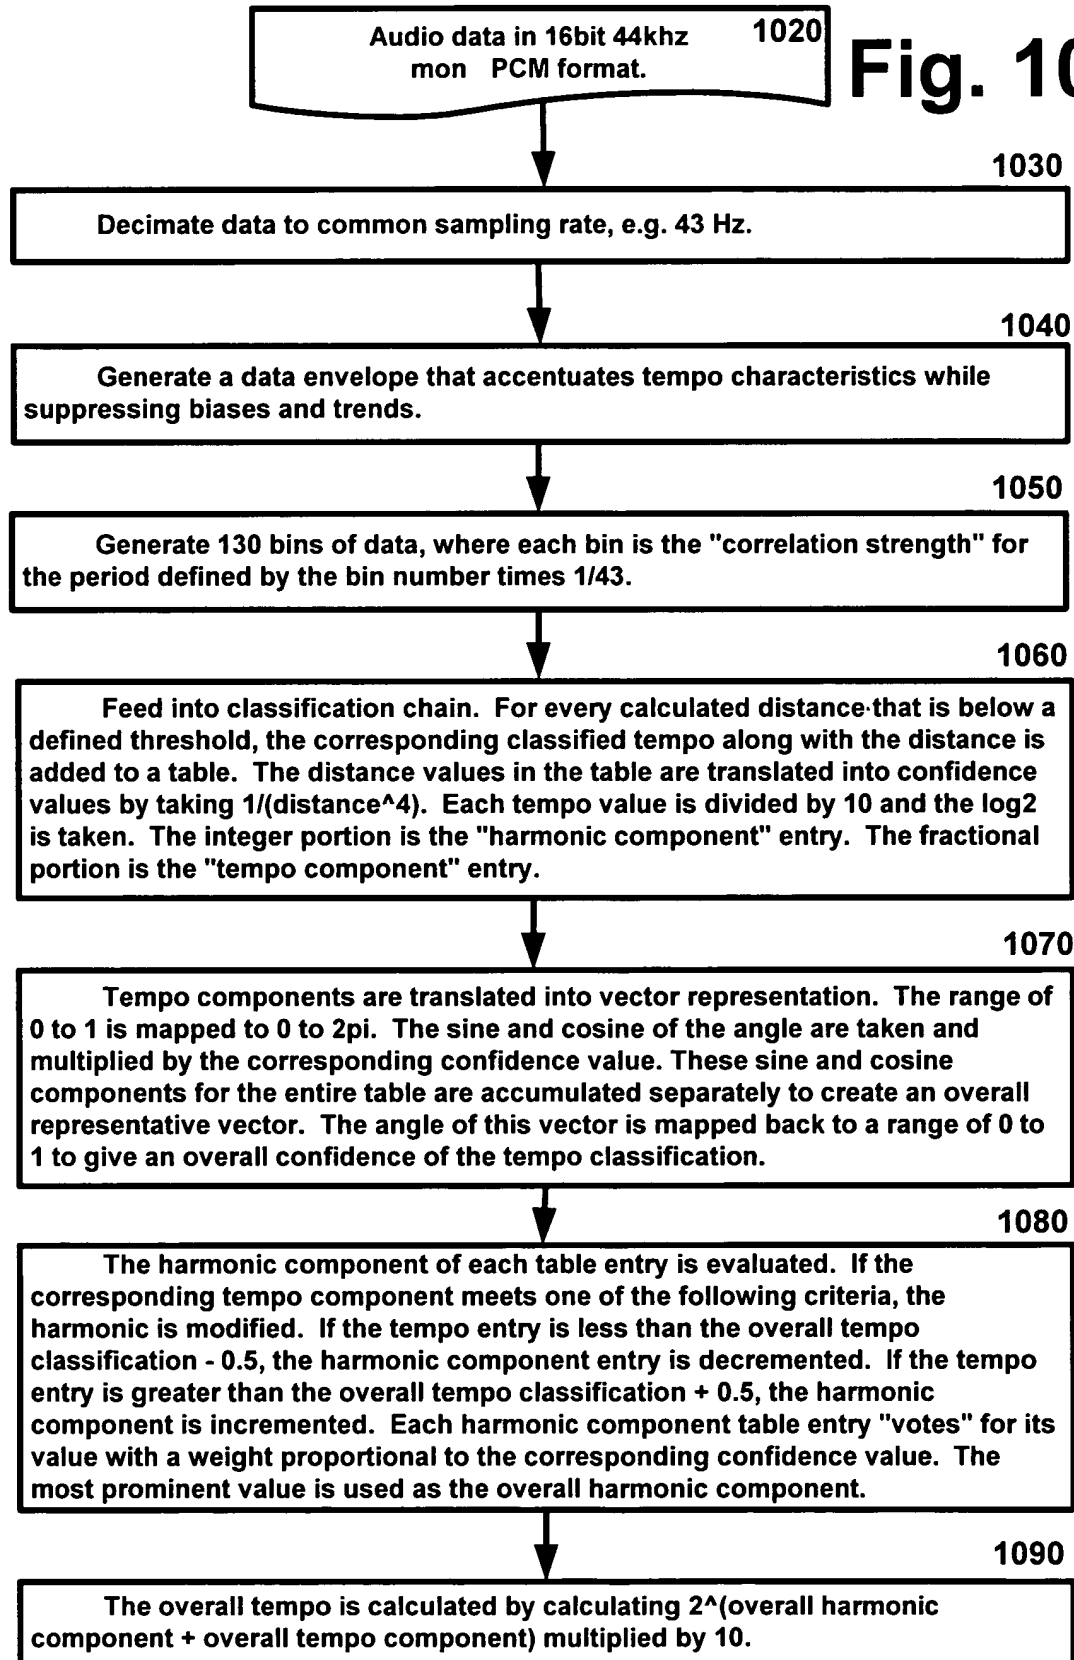 Audio data in 16bit 44khz 1020
mon PCM format.
Fig. 10
1030
Decimate data to common sampling rate, e.g. 43 Hz.
1040
Generate a data envelope that accentuates tempo characteristics while
suppressing biases and trends.
1050
Generate 130 bins of data, where each bin is the "correlation strength" for
the period defined by the bin number times 1/43.
1060
Feed into classification chain. For every calculated distance that is below a
defined threshold, the corresponding classified tempo along with the distance is
added to a table. The distance values in the table are translated into confidence
values by taking 1/(distance^4). Each tempo value is divided by 10 and the log2
is taken. The integer portion is the "harmonic component" entry. The fractional
portion is the "tempo component" entry.
1070
Tempo components are translated into vector representation. The range of
0 to 1 is mapped to 0 to 2pi. The sine and cosine of the angle are taken and
multiplied by the corresponding confidence value. These sine and cosine
components for the entire table are accumulated separately to create an overall
representative vector. The angle of this vector is mapped back to a range of 0 to
1 to give an overall confidence of the tempo classification.
1080
The harmonic component of each table entry is evaluated. If the
corresponding tempo component meets one of the following criteria, the
harmonic is modified. If the tempo entry is less than the overall tempo
classification - 0.5, the harmonic component entry is decremented. If the tempo
entry is greater than the overall tempo classification + 0.5, the harmonic
component is incremented. Each harmonic component table entry "votes" for its
value with a weight proportional to the corresponding confidence value. The
most prominent value is used as the overall harmonic component.
1090
The overall tempo is calculated by calculating 2^(overall harmonic
component + overall tempo component) multiplied by 10.